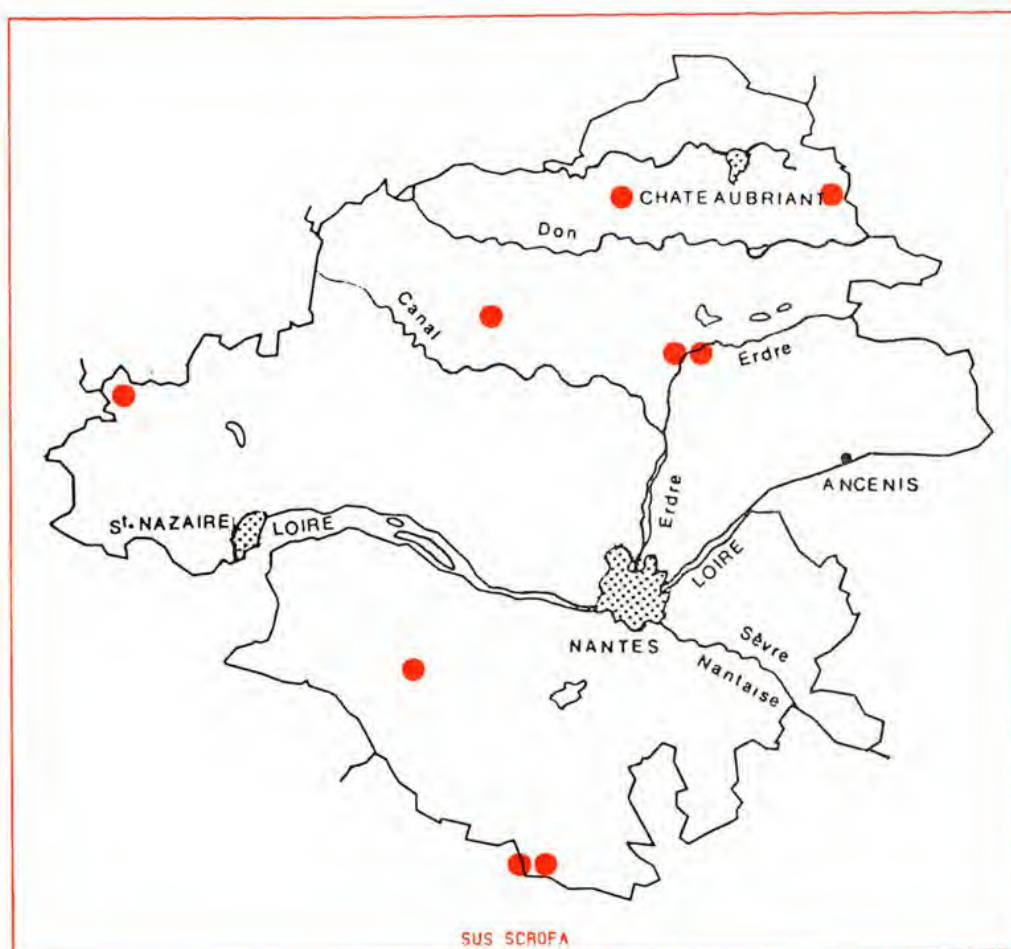 CHATEAUBRIANT
Don
Canal
Erdre
ANCENIS
St. NAZAIRE
LOIRE
Erdre
LOIRE
NANTES
Sèvre
Nantaise
SUS SCROFA